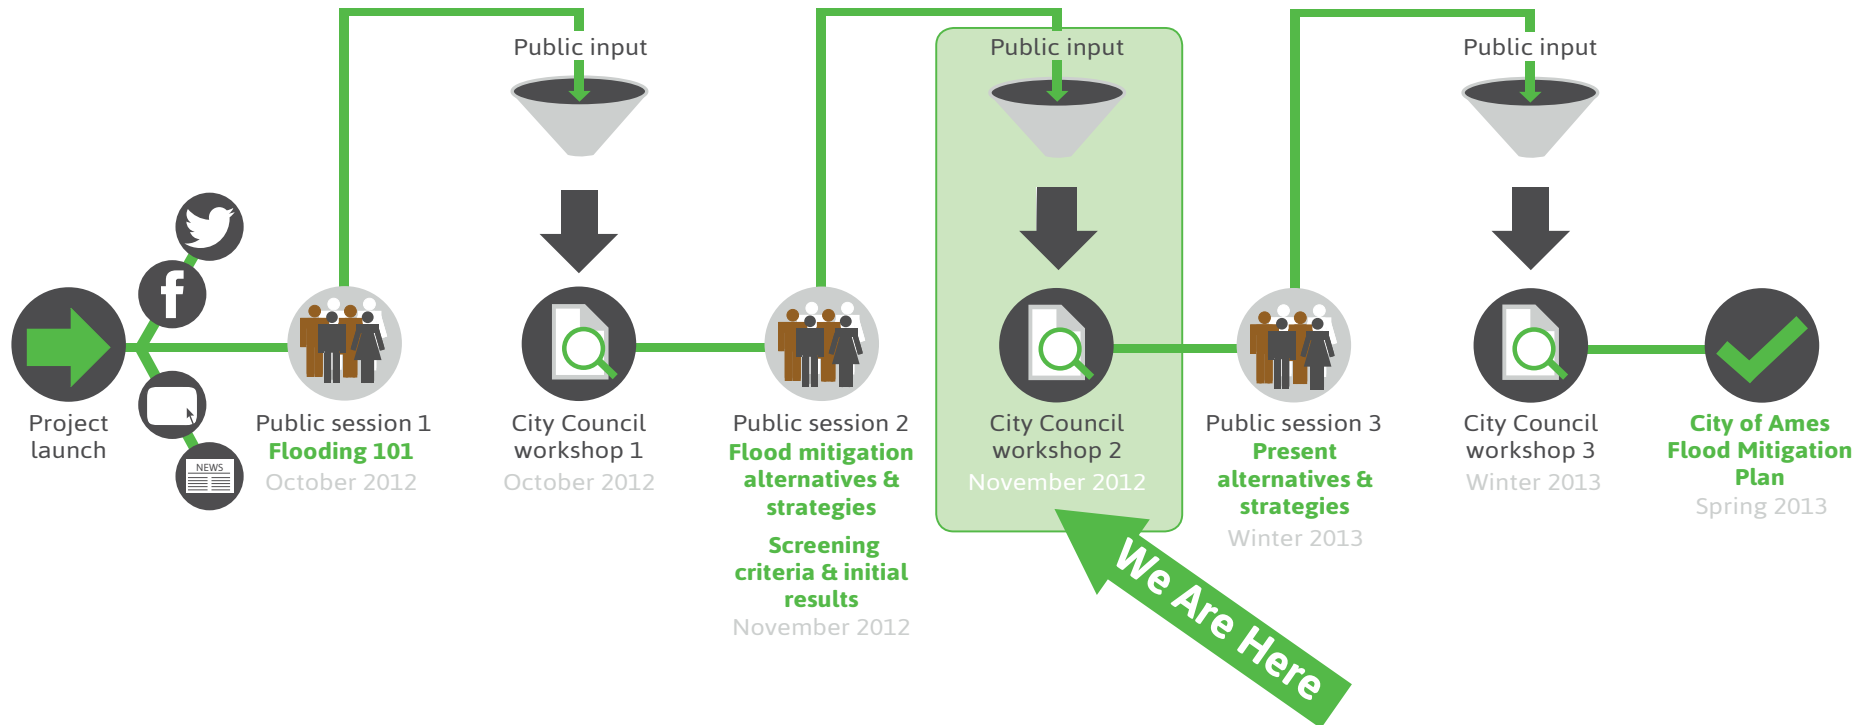 Public input
Public input
Public input
f
NEWS
Project
launch
Public session 1
Flooding 101
October 2012
City Council
workshop 1
October 2012
Public session 2
Flood mitigation
alternatives &
strategies
Screening
criteria & initial
results
November 2012
City Council
workshop 2
November 2012
Public session 3
Present
alternatives &
strategies
Winter 2013
City Council
workshop 3
Winter 2013
City of Ames
Flood Mitigation
Plan
Spring 2013
We Are Here